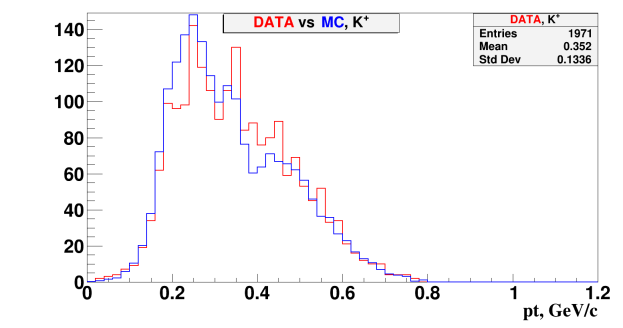 DATA vs MC, K+
DATA, K+
Entries 1971
Mean 0.352
Std Dev 0.1336
140
120
100
80
60
40
20
0
0 0.2 0.4 0.6 0.8 1 1.2
pt, GeV/c